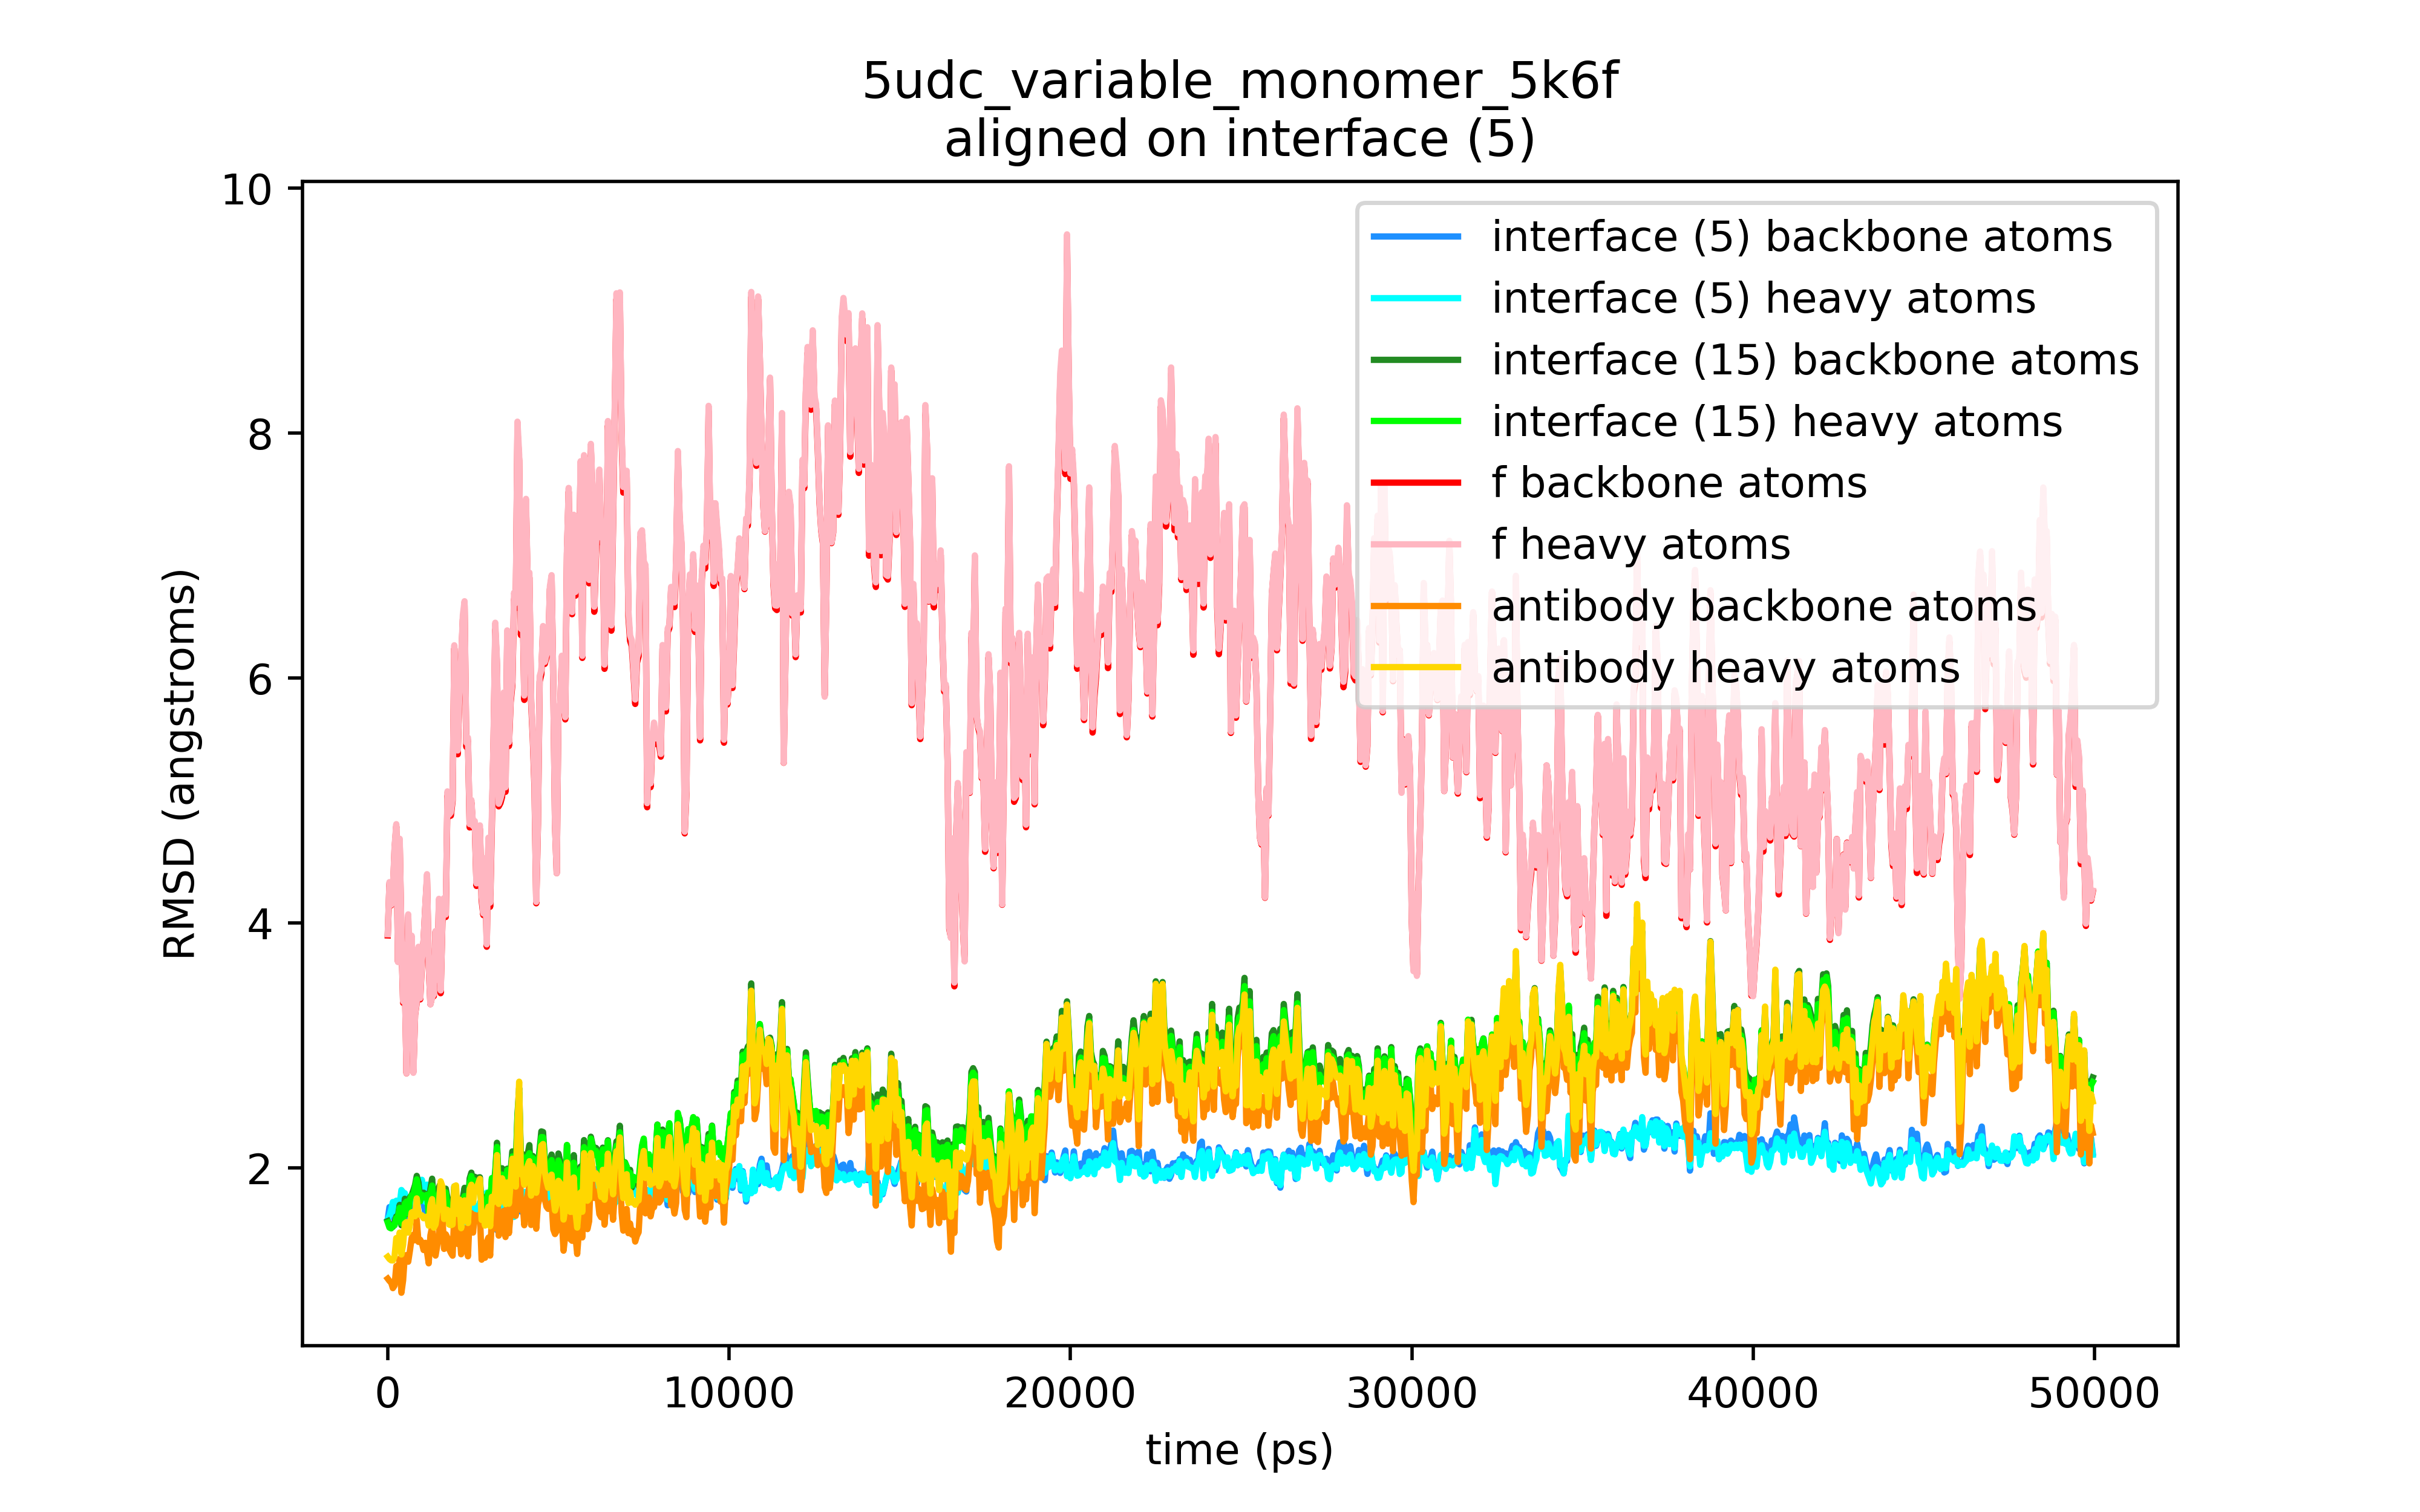 5udc_variable_monomer_5k6f
aligned on interface (5)
10
8
6
4
2
RMSD (angstroms)
interface (5) backbone atoms
interface (5) heavy atoms
interface (15) backbone atoms
interface (15) heavy atoms
f backbone atoms
f heavy atoms
antibody backbone atoms
antibody heavy atoms
0 10000 20000 30000 40000 50000
time (ps)